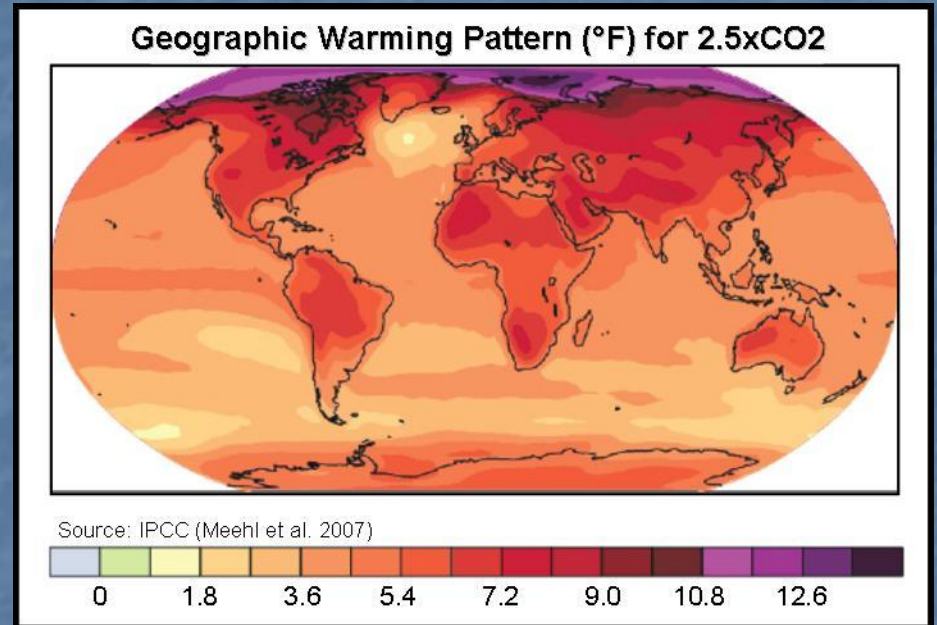 Geographic Warming Pattern (°F) for 2.5xCO2
Source: IPCC (Meehl et al. 2007)
0 1.8 3.6 5.4 7.2 9.0 10.8 12.6